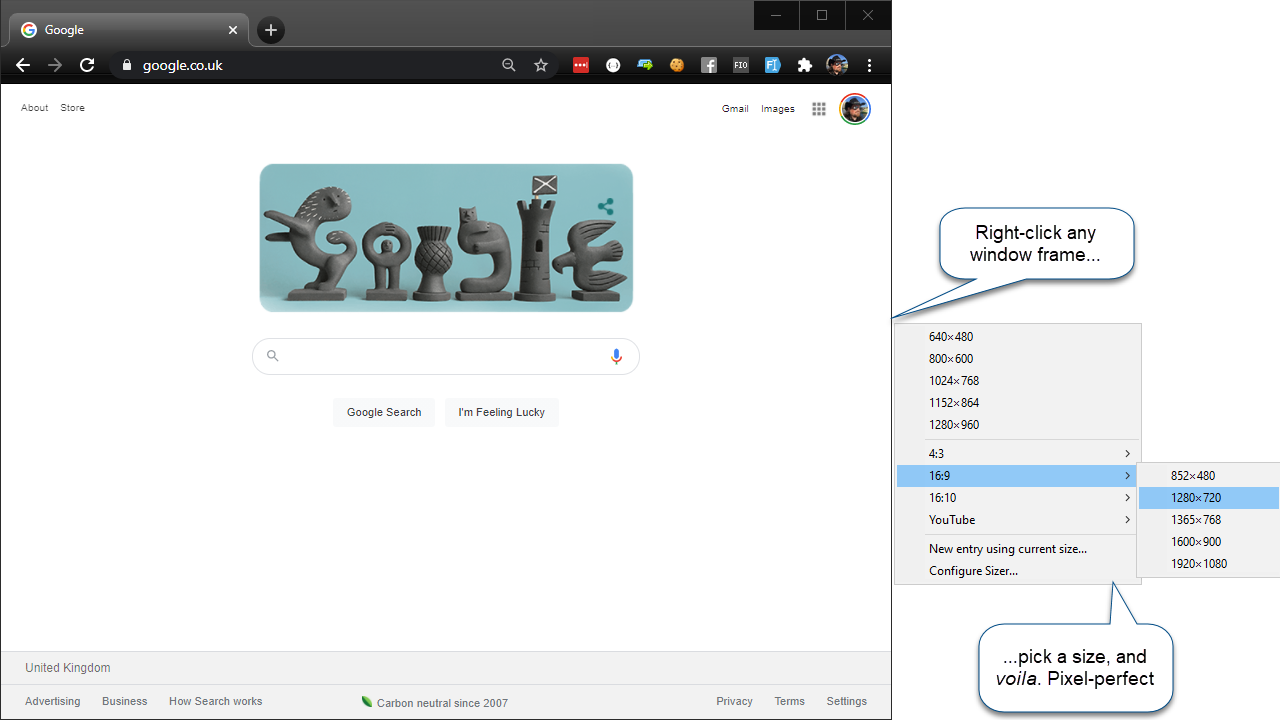 Google
google.co.uk
FIO
About Store
Gmail Images
Google Search
I'm Feeling Lucky
United Kingdom
Advertising Business How Search works
Carbon neutral since 2007
Privacy Terms Settings
Right-click any
window frame...
640×480
800×600
1024×768
1152×864
1280×960
4:3
16:9
16:10
YouTube
New entry using current size...
Configure Sizer...
852×480
1280×720
1365×768
1600×900
1920×1080
...pick a size, and
voila. Pixel-perfect